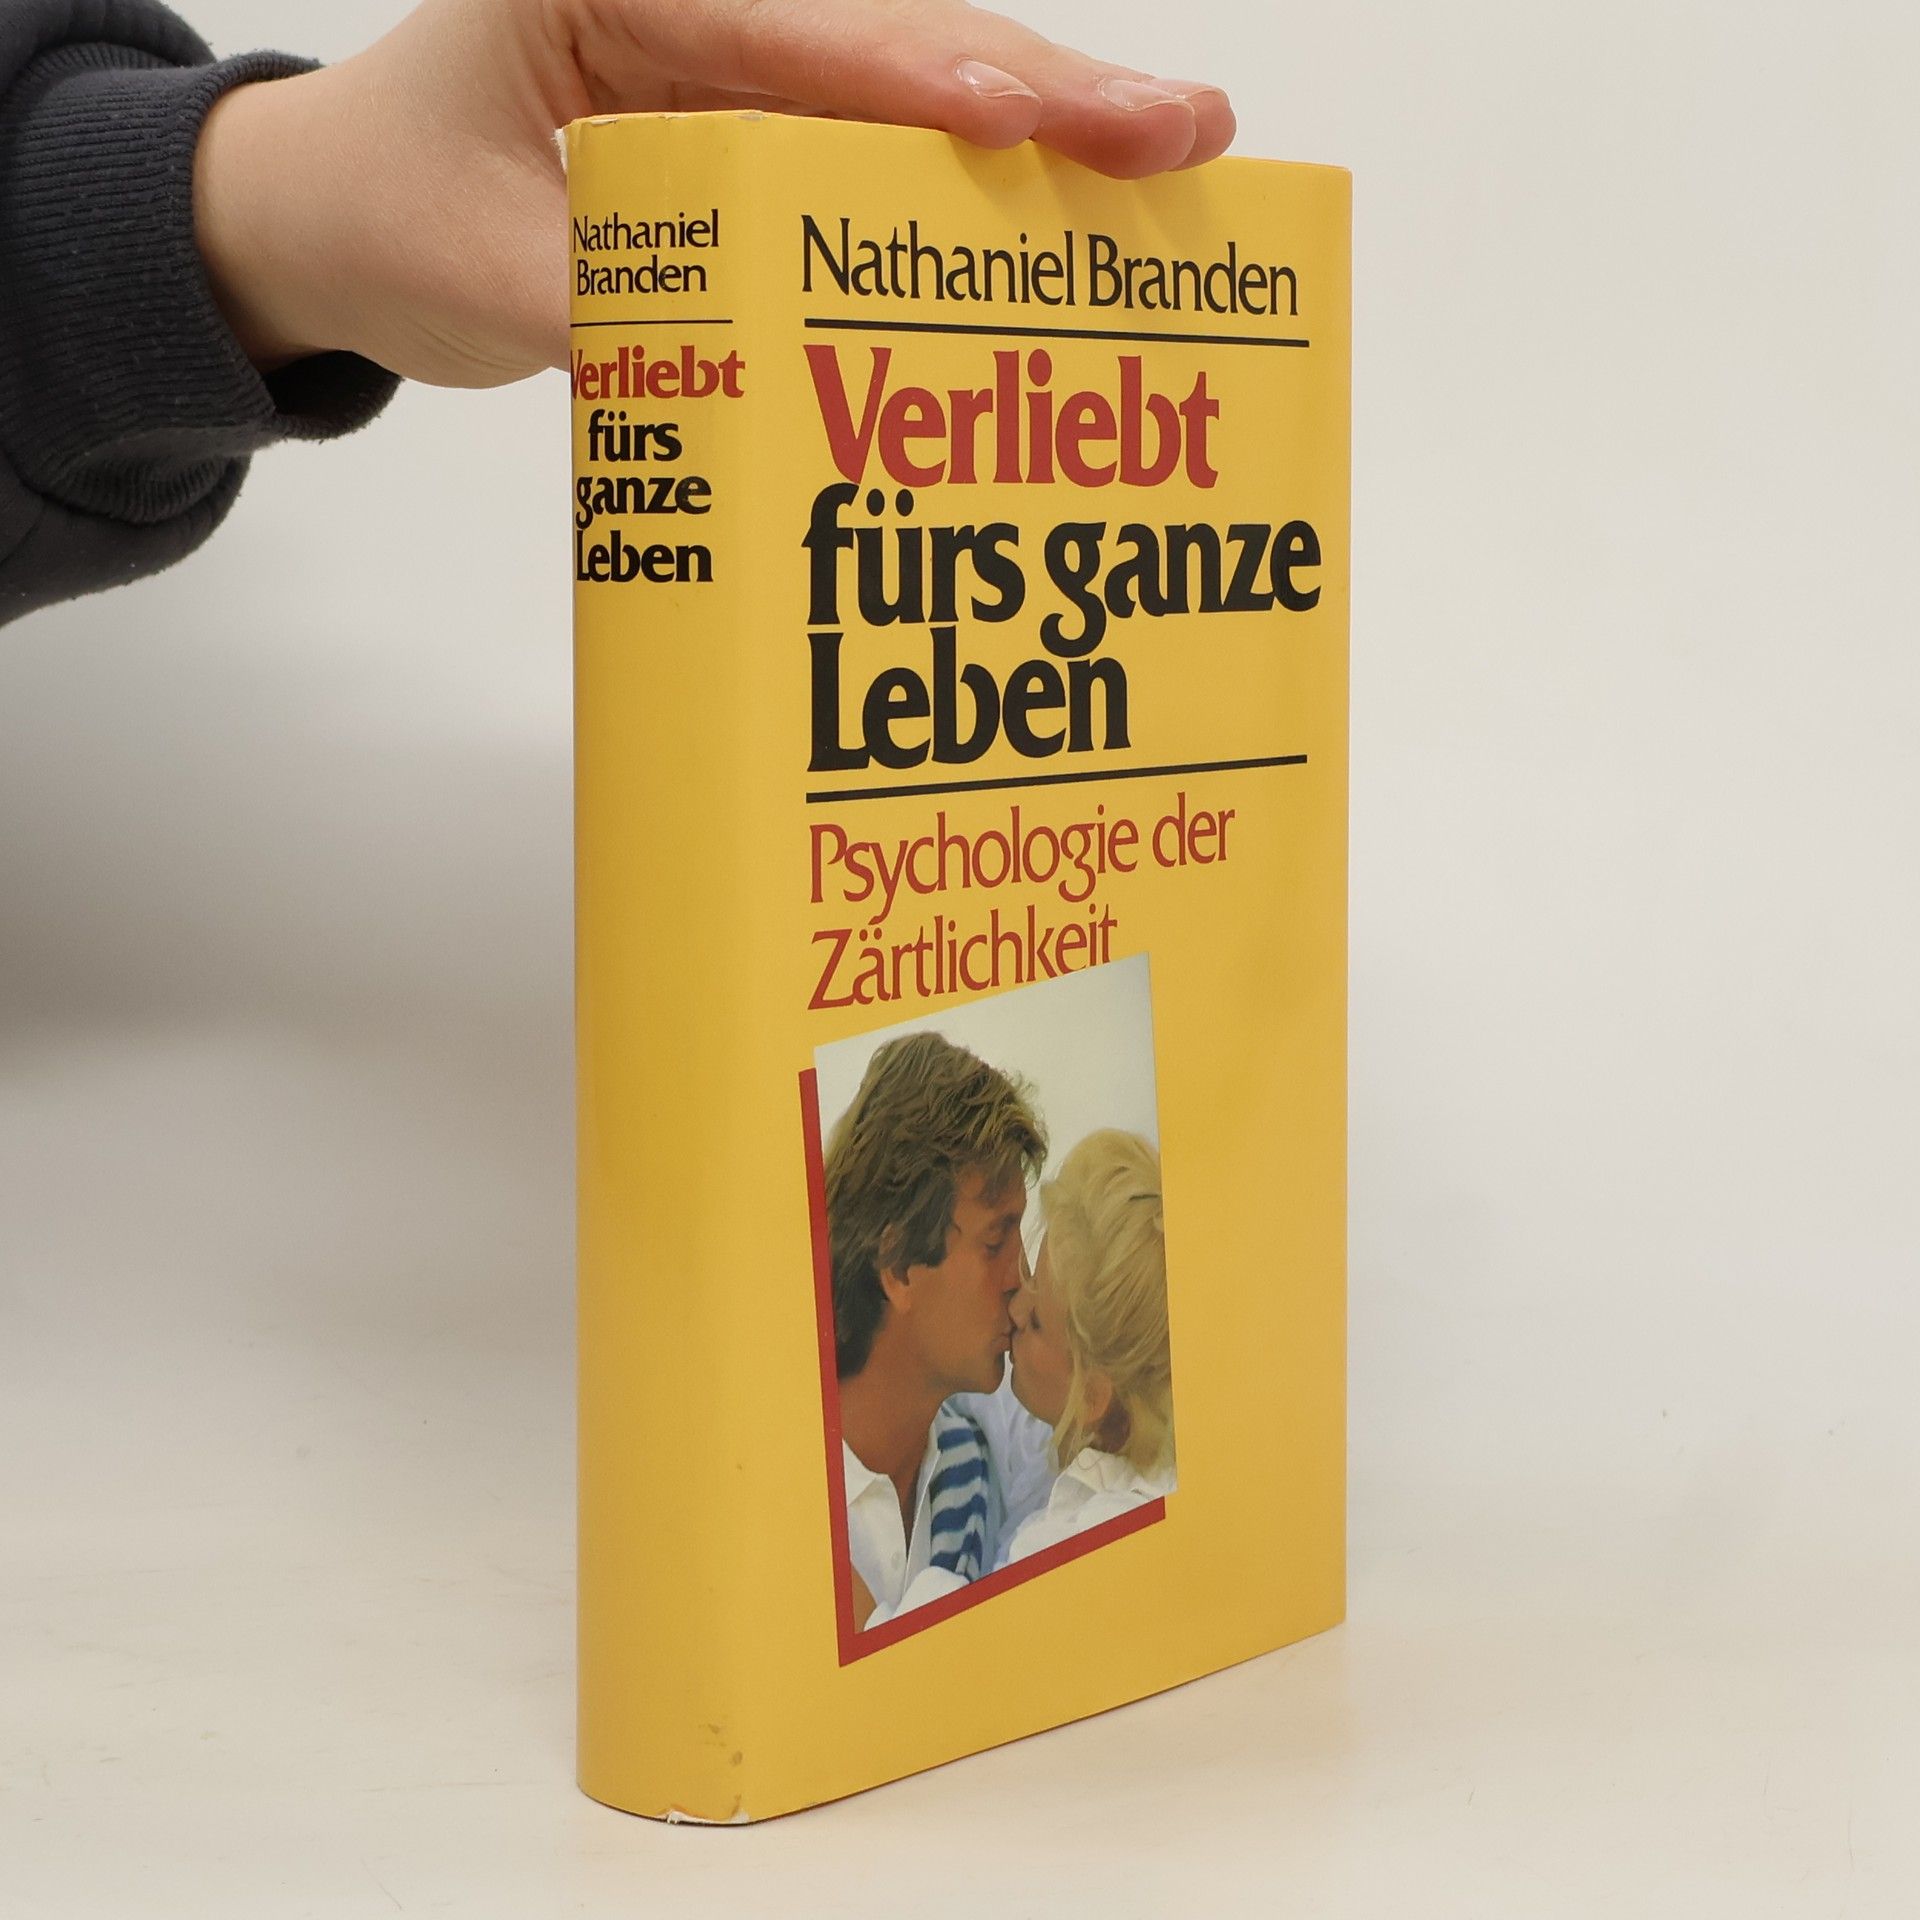 Nathaniel
Branden
Verliebt
fürs
ganze
Leben
Nathaniel Branden
Verliebt
fürs ganze
Leben
Psychologie der
Zärtlichkeit